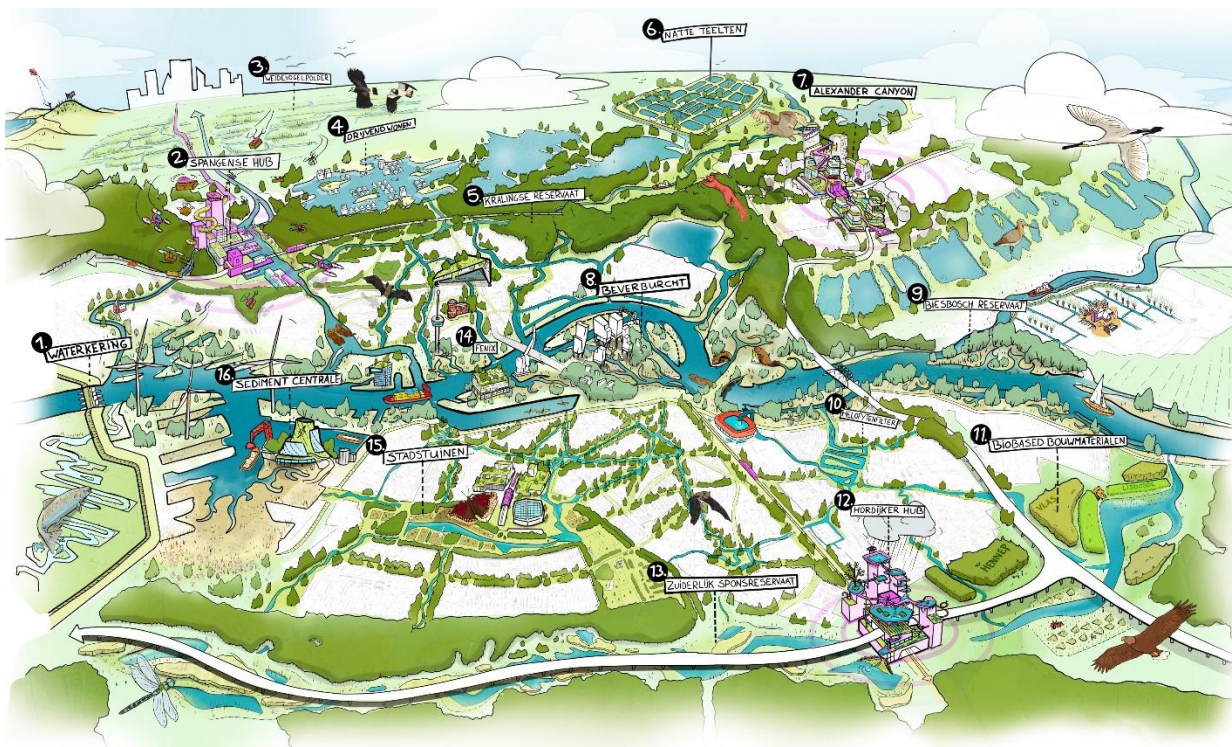 1. WATERKERING
2. SPANGENSE HUB
3. WEIDEVOGELPOLDER
4. DRIJVEND WONEN
5. KRALINGSE RESERVAAT
6. NATTE TEELTEN
7. ALEXANDER CANYON
8. BEVERBURCHT
9. BIESBOSCH RESERVAAT
10. HELOFYTENFILTER
11. BIOBASED BOUWMATERIALEN
VLAS
LISDODDE
HENNEP
12. HORDIJKER HUB
13. ZUIDERLIJK SPONSRESERVAAT
14. FENIX
15. STADSTUINEN
16. SEDIMENT CENTRALE